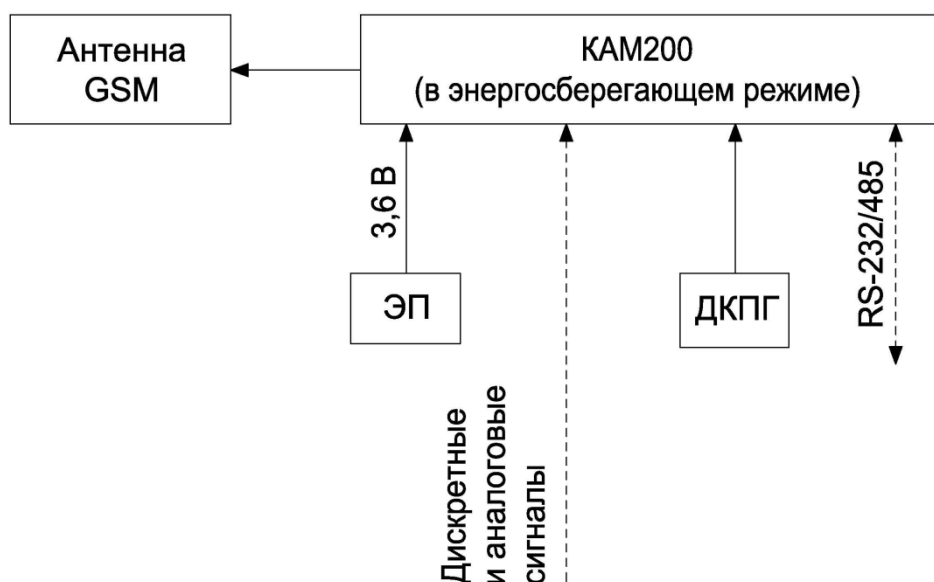 Антенна
GSM
КАМ200
(в энергосберегающем режиме)
3,6 В
ЭП
ДКПГ
RS-232/485
Дискретные
и аналоговые
сигналы